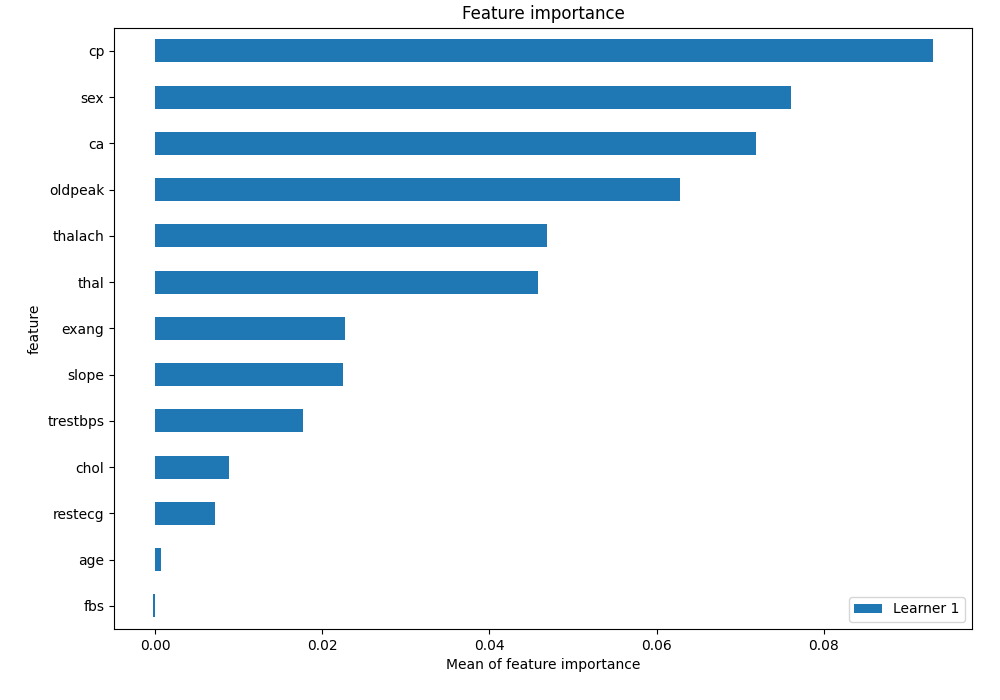 Feature importance
cp
sex
ca
oldpeak
thalach
thal
exang
slope
trestbps
chol
restecg
age
fbs
feature
Learner 1
0.00 0.02 0.04 0.06 0.08
Mean of feature importance